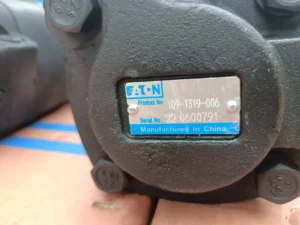 EATON
Product No. 109-1319-006
Serial No. 22 0600791
Manufactured in China